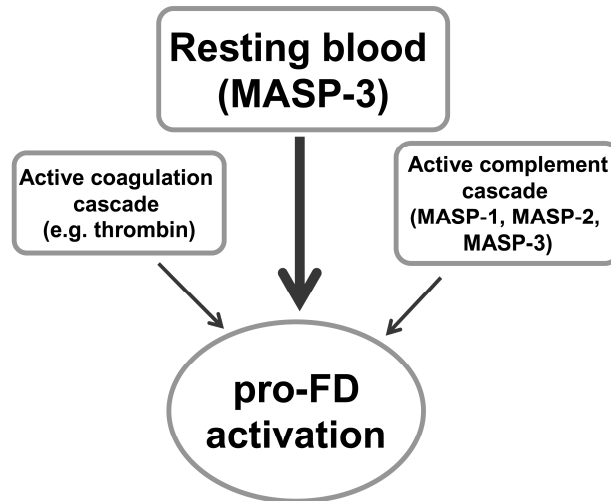 Resting blood
(MASP-3)
Active coagulation
cascade
(e.g. thrombin)
Active complement
cascade
(MASP-1, MASP-2,
MASP-3)
pro-FD
activation